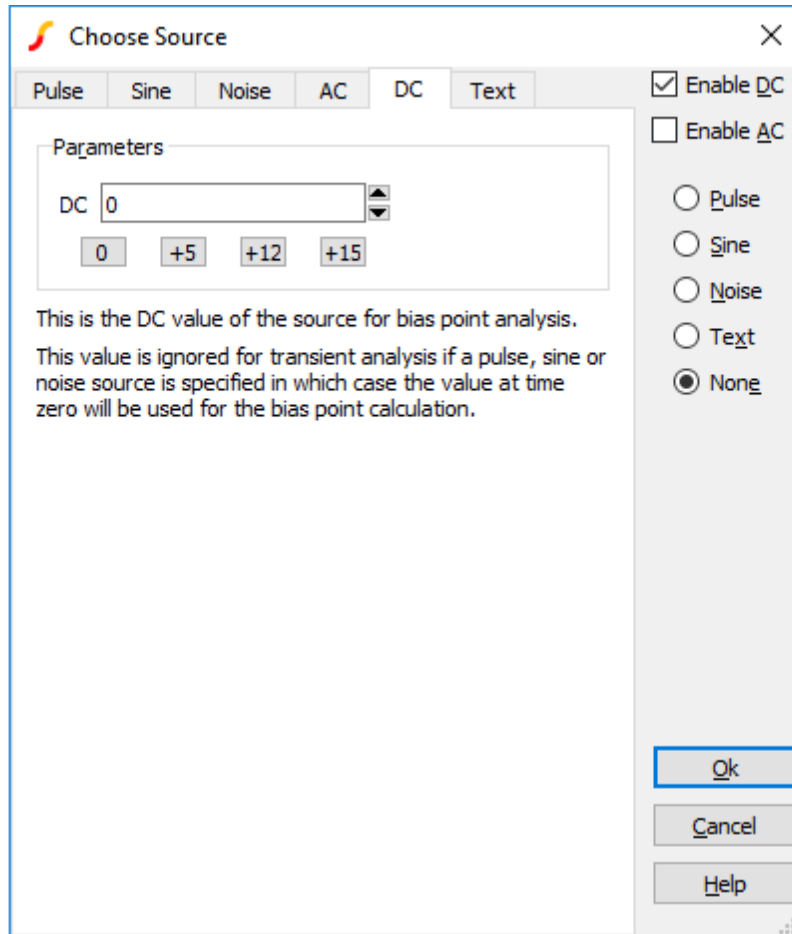 Choose Source
Pulse Sine Noise AC DC Text
Enable DC
Enable AC
Parameters
DC 0
0 +5 +12 +15
This is the DC value of the source for bias point analysis.
This value is ignored for transient analysis if a pulse, sine or
noise source is specified in which case the value at time
zero will be used for the bias point calculation.
Pulse
Sine
Noise
Text
None
Ok
Cancel
Help